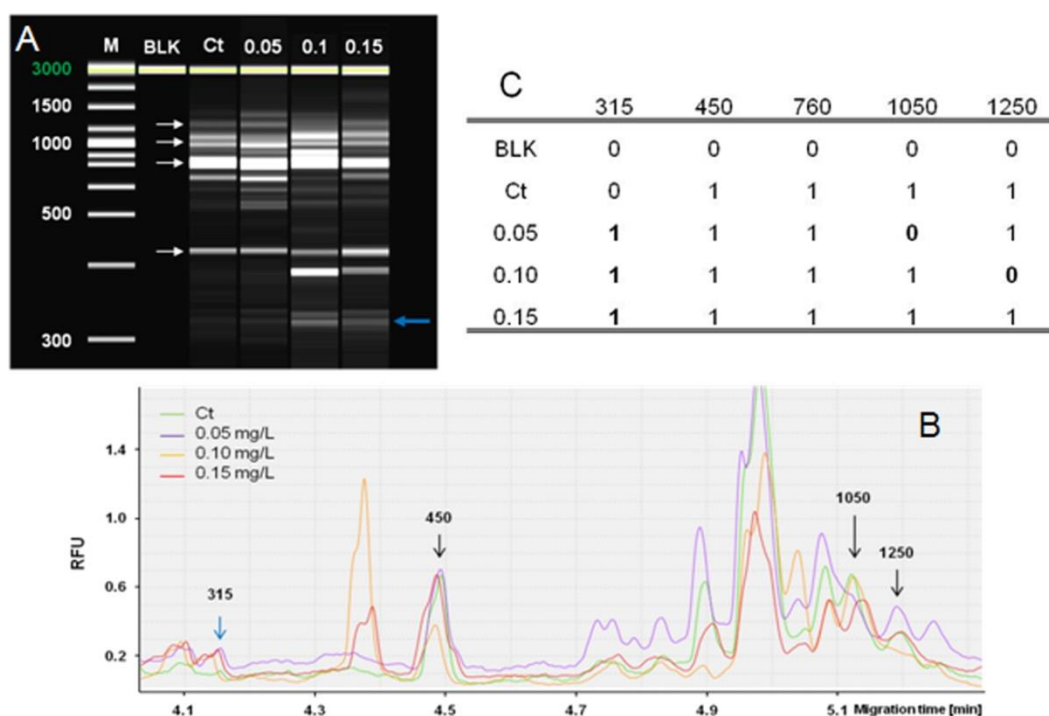 A
M BLK Ct 0.05 0.1 0.15
3000
1500
1000
500
300
C
315 450 760 1050 1250
BLK 0 0 0 0 0
Ct 0 1 1 1 1
0.05 1 1 1 0 1
0.10 1 1 1 1 0
0.15 1 1 1 1 1
B
Ct
0.05 mg/L
0.10 mg/L
0.15 mg/L
1.4
1.0
0.6
0.2
RFU
315
450
1050
1250
4.1 4.3 4.5 4.7 4.9 5.1 Migration time [min]